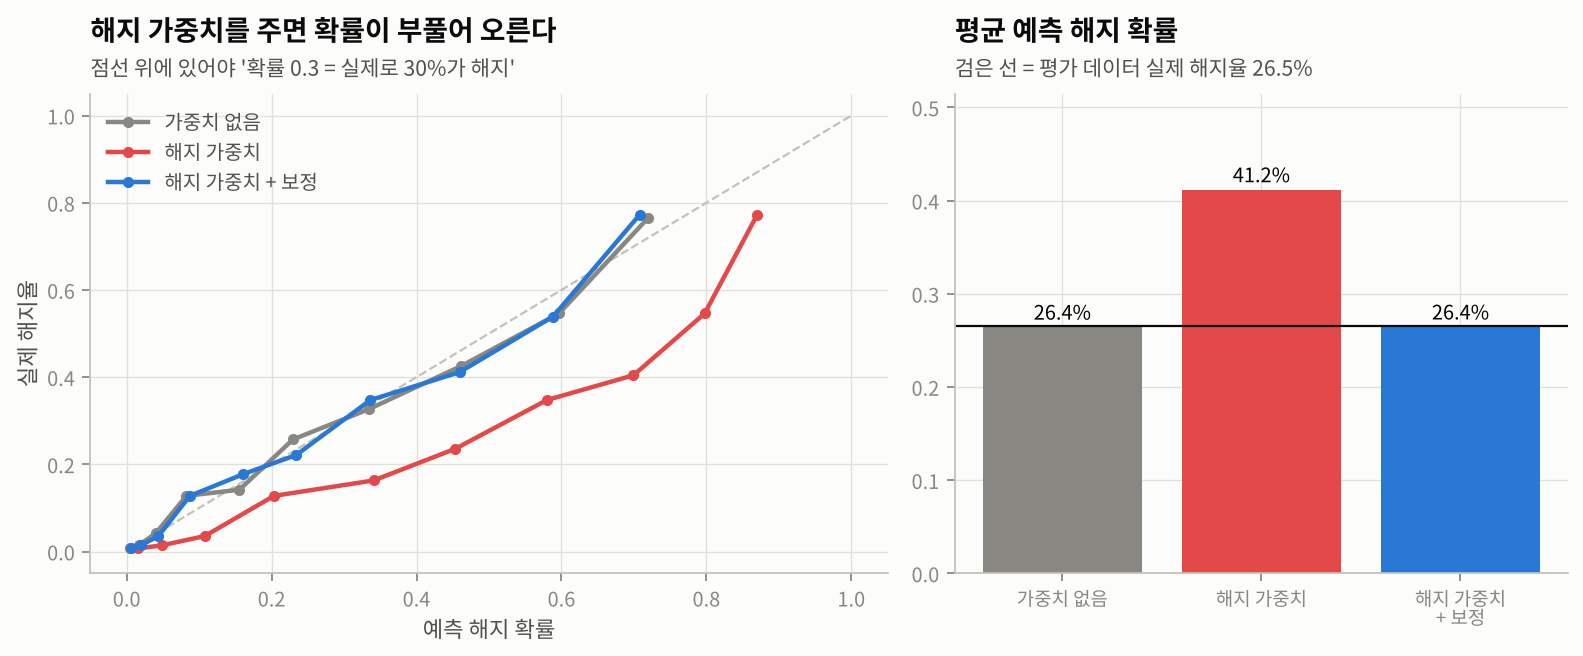 해지 가중치를 주면 확률이 부풀어 오른다
점선 위에 있어야 '확률 0.3 = 실제로 30%가 해지'
가중치 없음
해지 가중치
해지 가중치 + 보정
실제 해지율
1.0
0.8
0.6
0.4
0.2
0.0
0.0 0.2 0.4 0.6 0.8 1.0
예측 해지 확률
평균 예측 해지 확률
검은 선 = 평가 데이터 실제 해지율 26.5%
0.5
0.4
0.3
0.2
0.1
0.0
26.4%
41.2%
26.4%
가중치 없음
해지 가중치
해지 가중치
+ 보정